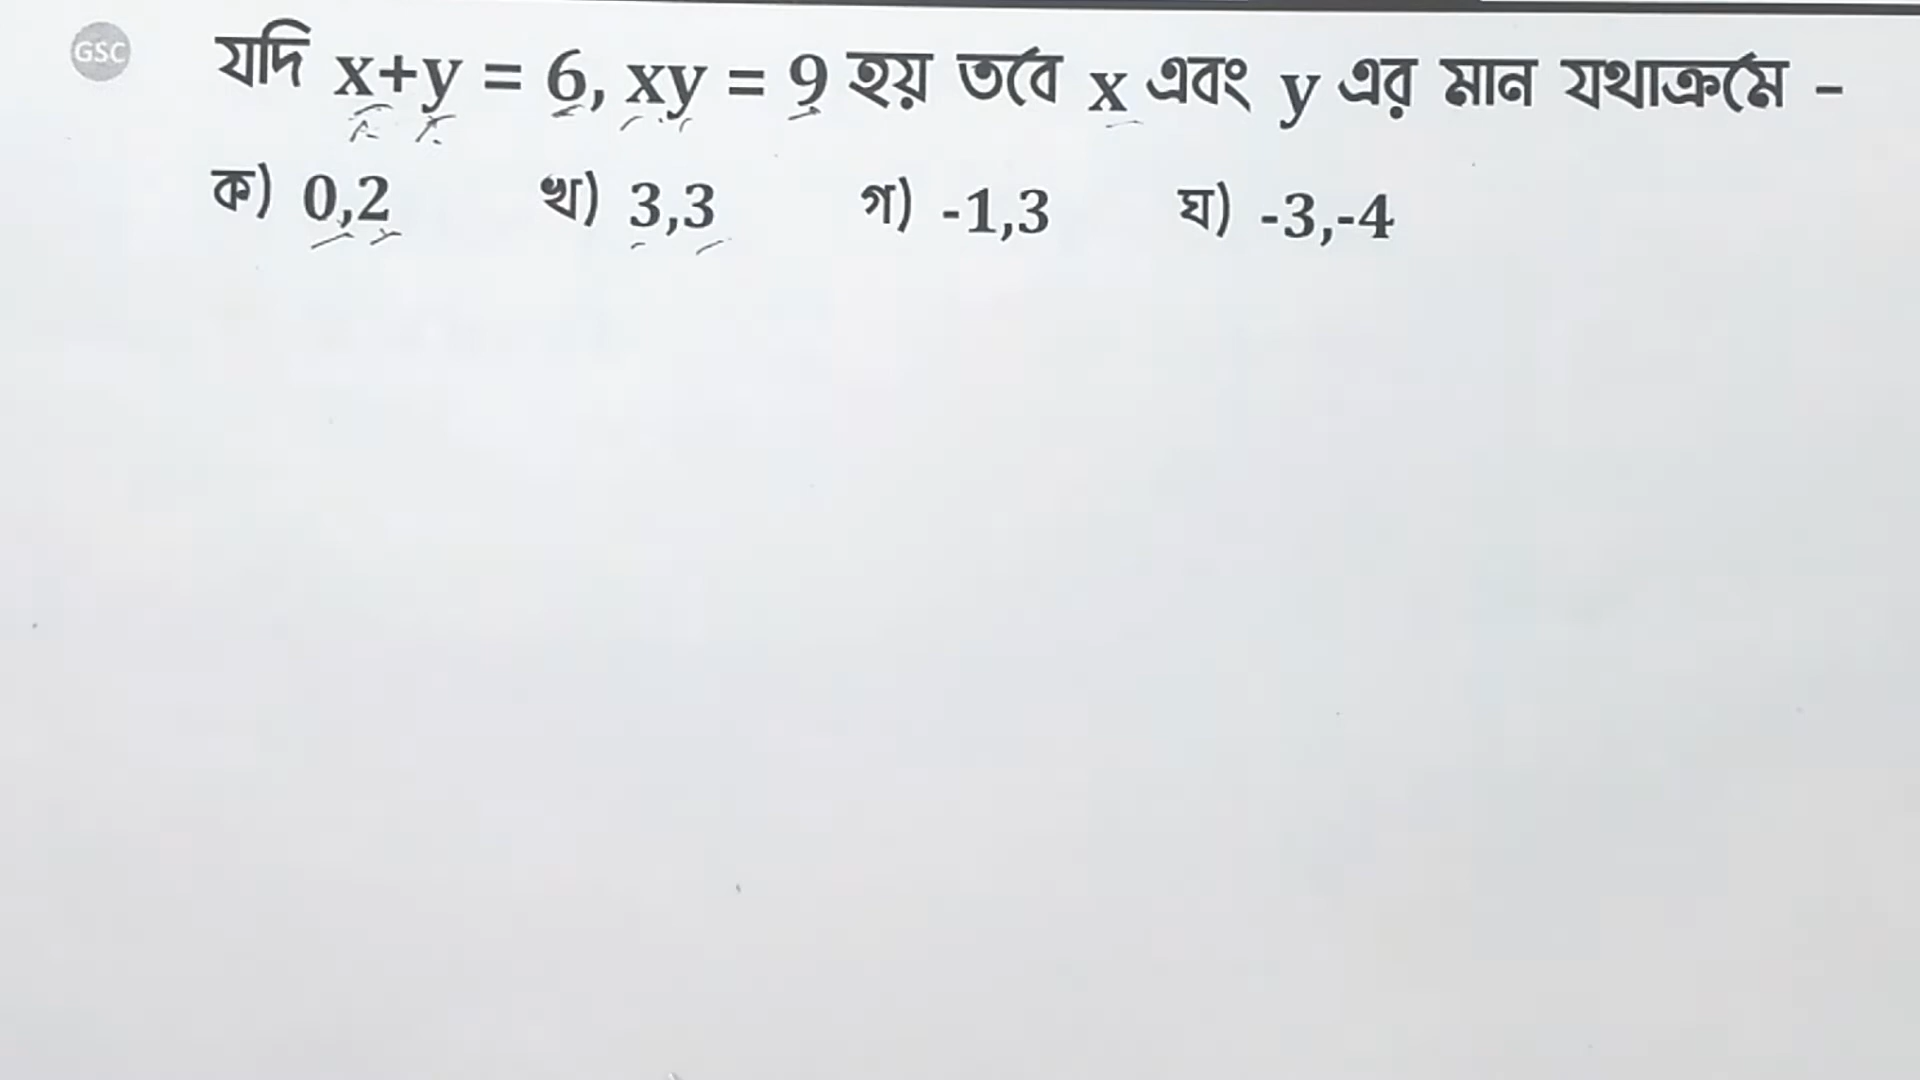 GSC
যদি x+y = 6, xy = 9 হয় তবে x এবং y এর মান যথাক্রমে -
ক) 0,2 খ) 3,3 গ) -1,3 ঘ) -3,-4